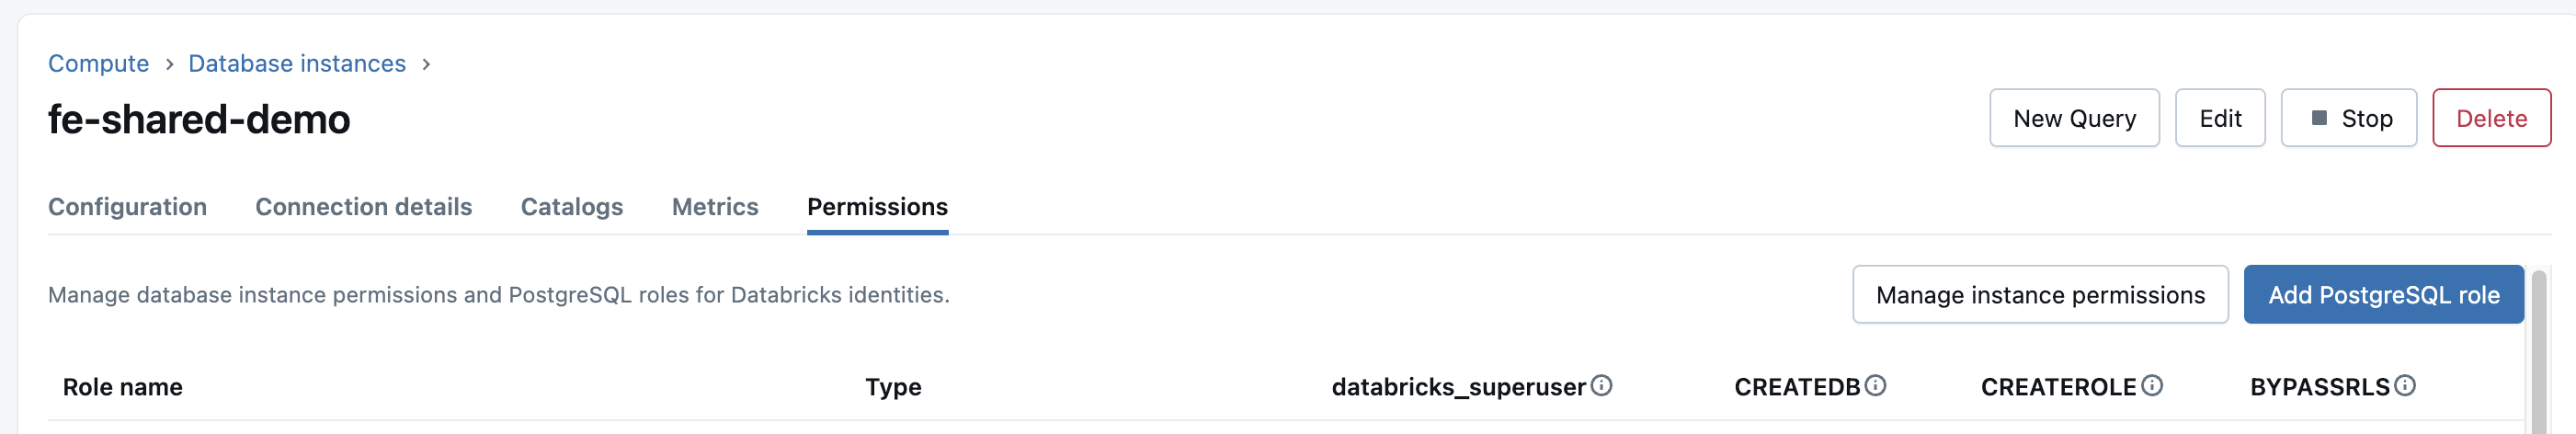 Compute > Database instances >
fe-shared-demo
New Query Edit Stop Delete
Configuration Connection details Catalogs Metrics Permissions
Manage database instance permissions and PostgreSQL roles for Databricks identities.
Manage instance permissions Add PostgreSQL role
Role name Type databricks_superuser CREATEDB CREATEROLE BYPASSRLS